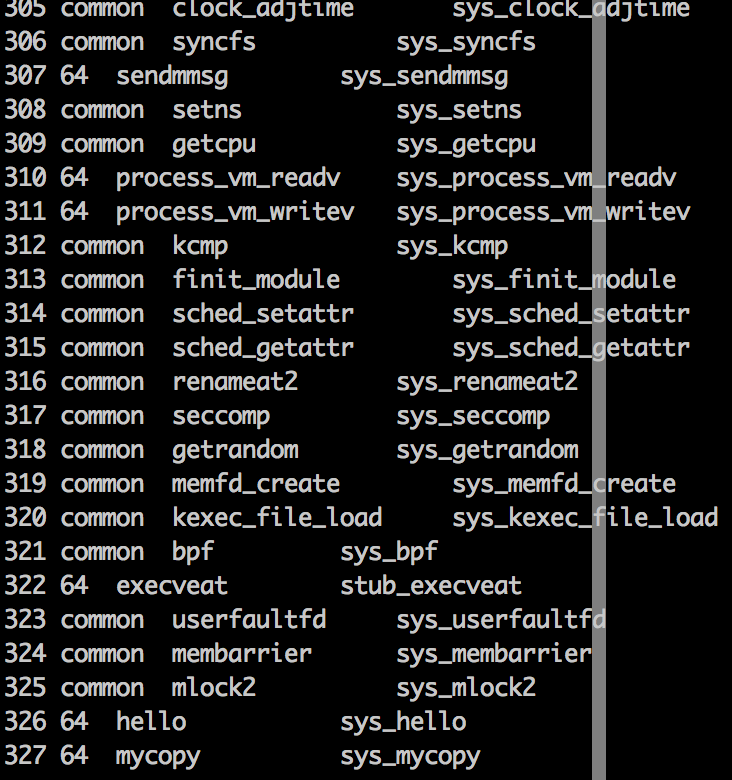 305 common clock_adjtime sys_clock_adjtime
306 common syncfs sys_syncfs
307 64 sendmmsg sys_sendmmsg
308 common setns sys_setns
309 common getcpu sys_getcpu
310 64 process_vm_readv sys_process_vm_readv
311 64 process_vm_writev sys_process_vm_writev
312 common kcmp sys_kcmp
313 common finit_module sys_finit_module
314 common sched_setattr sys_sched_setattr
315 common sched_getattr sys_sched_getattr
316 common renameat2 sys_renameat2
317 common seccomp sys_seccomp
318 common getrandom sys_getrandom
319 common memfd_create sys_memfd_create
320 common kexec_file_load sys_kexec_file_load
321 common bpf sys_bpf
322 64 execveat stub_execveat
323 common userfaultfd sys_userfaultfd
324 common membarrier sys_membarrier
325 common mlock2 sys_mlock2
326 64 hello sys_hello
327 64 mycopy sys_mycopy